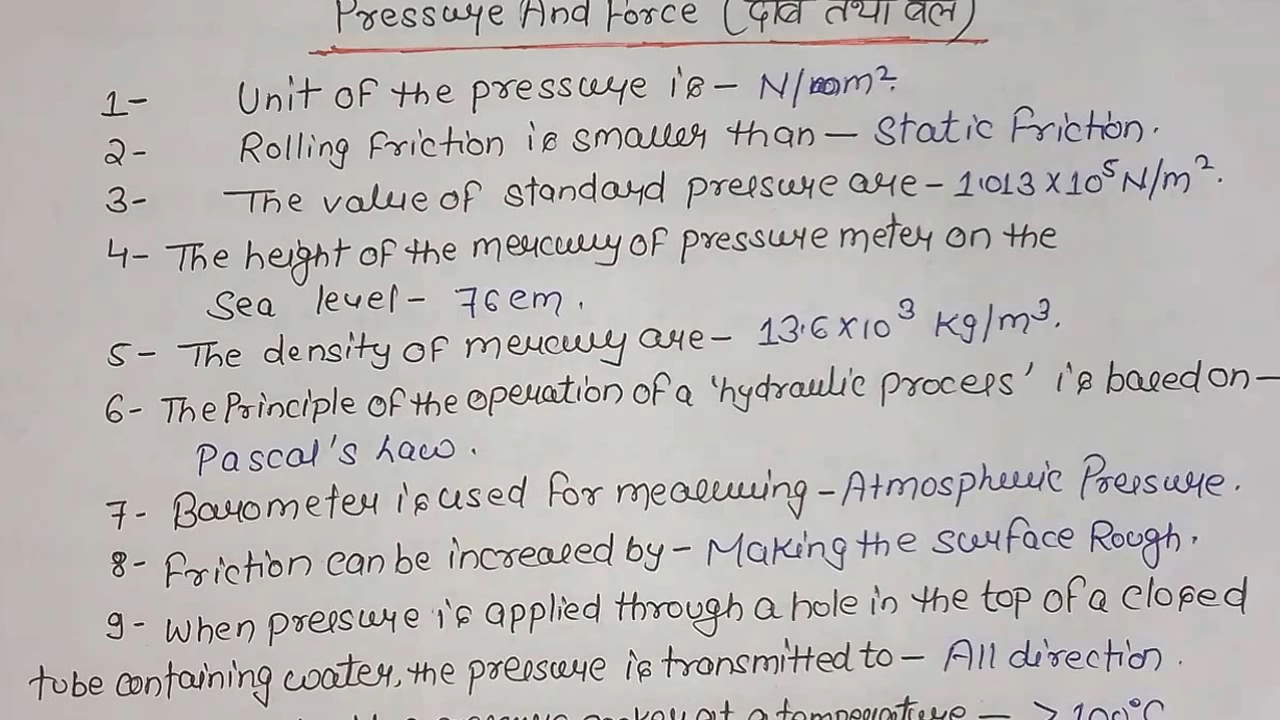 Pressure And Force (दाब तथा बल)
1- Unit of the pressure is - N/m².
2- Rolling Friction is smaller than - Static Friction.
3- The value of standard pressure are - 1.013 X 10⁵ N/m².
4- The height of the mercury of pressure meter on the
Sea level - 76 cm.
5- The density of mercury are - 13.6 X 10³ Kg/m³.
6- The Principle of the operation of a 'hydraulic process' is based on -
Pascal's Law.
7- Barometer is used for measuring - Atmospheric Pressure.
8- Friction can be increased by - Making the surface Rough.
9- When pressure is applied through a hole in the top of a closed
tube containing water, the pressure is transmitted to - All direction.
at a temperature - > 100°C